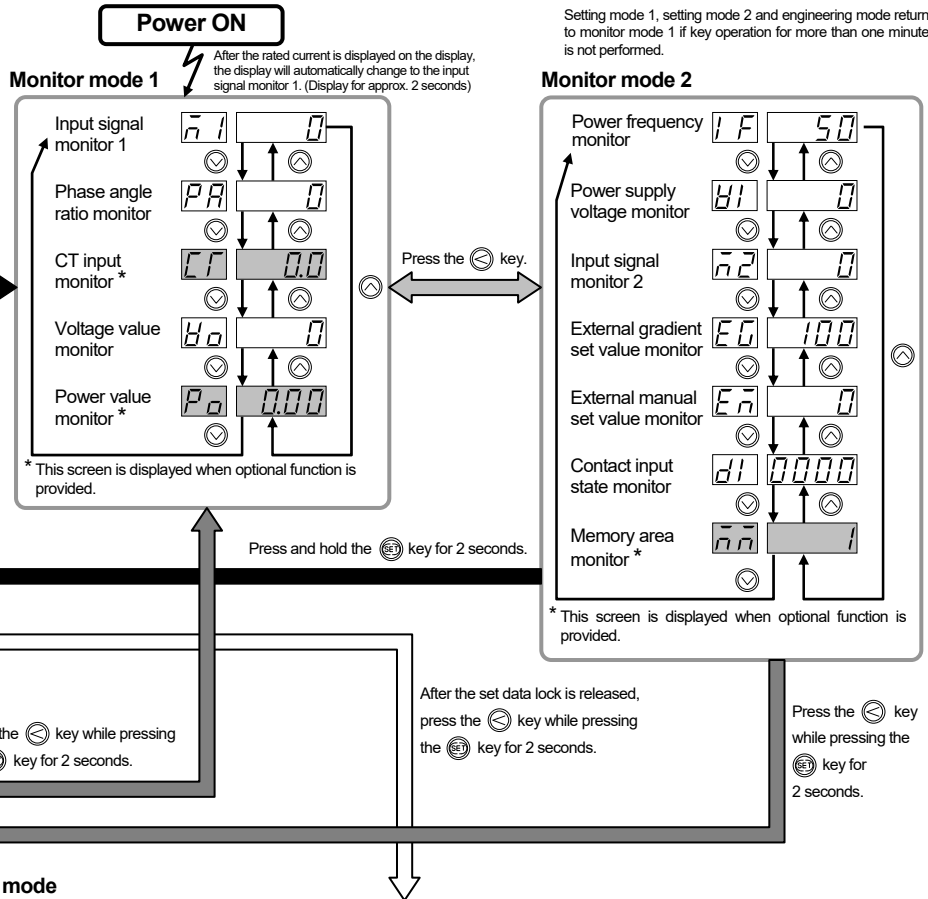 Power ON
After the rated current is displayed on the display,
the display will automatically change to the input
signal monitor 1. (Display for approx. 2 seconds)
Setting mode 1, setting mode 2 and engineering mode return
to monitor mode 1 if key operation for more than one minute
is not performed.
Monitor mode 1
Input signal
monitor 1
0
Phase angle
ratio monitor
PA
0
CT input
monitor *
CT
0.0
Voltage value
monitor
0
Power value
monitor *
Po
0.00
* This screen is displayed when optional function is
provided.
Press the < key.
Monitor mode 2
Power frequency
monitor
IF
50
Power supply
voltage monitor
0
Input signal
monitor 2
0
External gradient
set value monitor
EG
100
External manual
set value monitor
0
Contact input
state monitor
dI
0000
Memory area
monitor *
1
* This screen is displayed when optional function is
provided.
Press and hold the SET key for 2 seconds.
the < key while pressing
key for 2 seconds.
After the set data lock is released,
press the < key while pressing
the SET key for 2 seconds.
Press the < key
while pressing the
SET key for
2 seconds.
mode